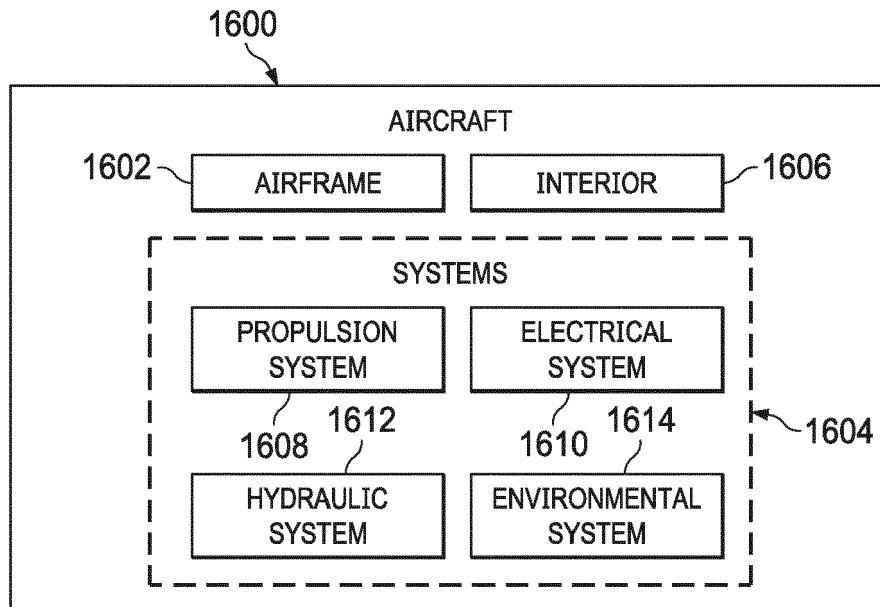 1600
AIRCRAFT
1602
AIRFRAME
INTERIOR
1606
SYSTEMS
PROPULSION
SYSTEM
ELECTRICAL
SYSTEM
1608
1612
1610
1614
1604
HYDRAULIC
SYSTEM
ENVIRONMENTAL
SYSTEM